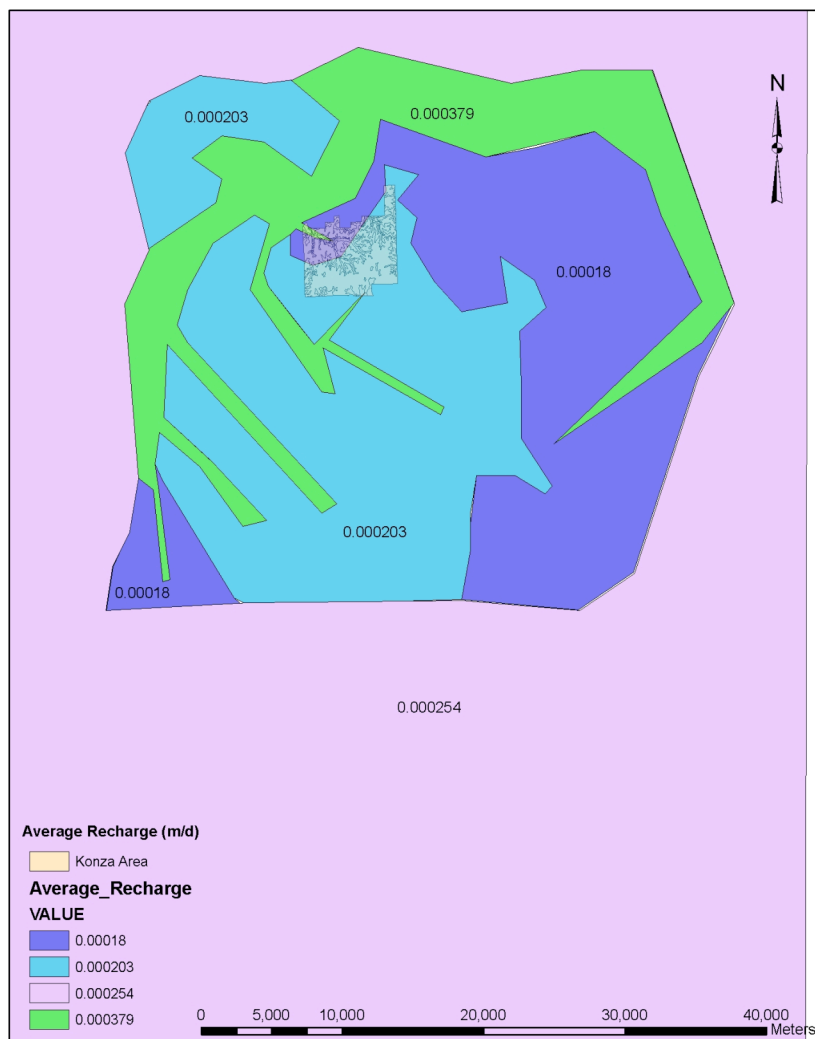 N
0.000203
0.000379
0.00018
0.000203
0.00018
0.000254
Average Recharge (m/d)
Konza Area
Average_Recharge
VALUE
0.00018
0.000203
0.000254
0.000379
0 5,000 10,000 20,000 30,000 40,000
Meters